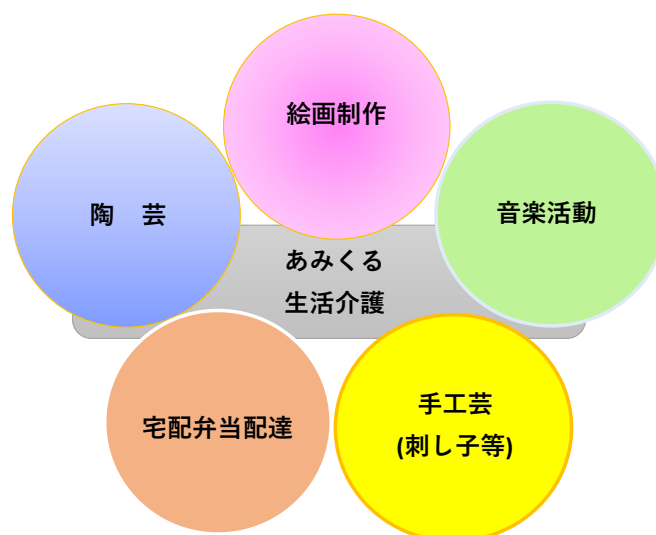 絵画制作
陶　芸
音楽活動
あみくる
生活介護
宅配弁当配達
手工芸
(刺し子等)